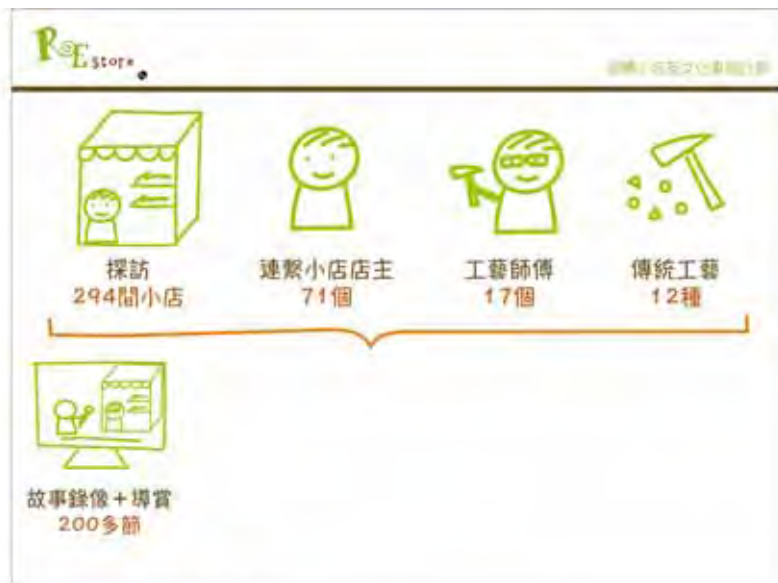 RE store
探訪
294間小店
連繫小店店主
71個
工藝師傅
17個
傳統工藝
12種
故事錄像+導賞
200多節